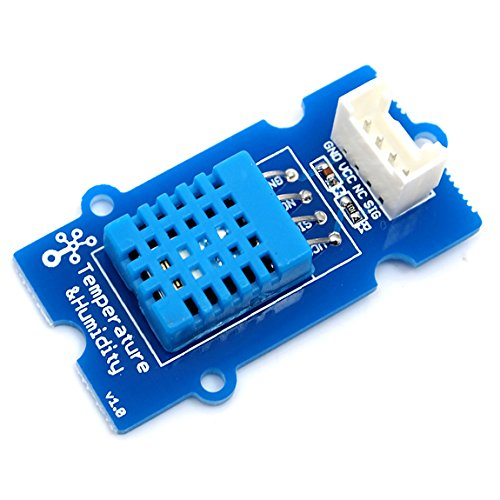 GND VCC NC SIG
Temperature
&Humidity
v1.0